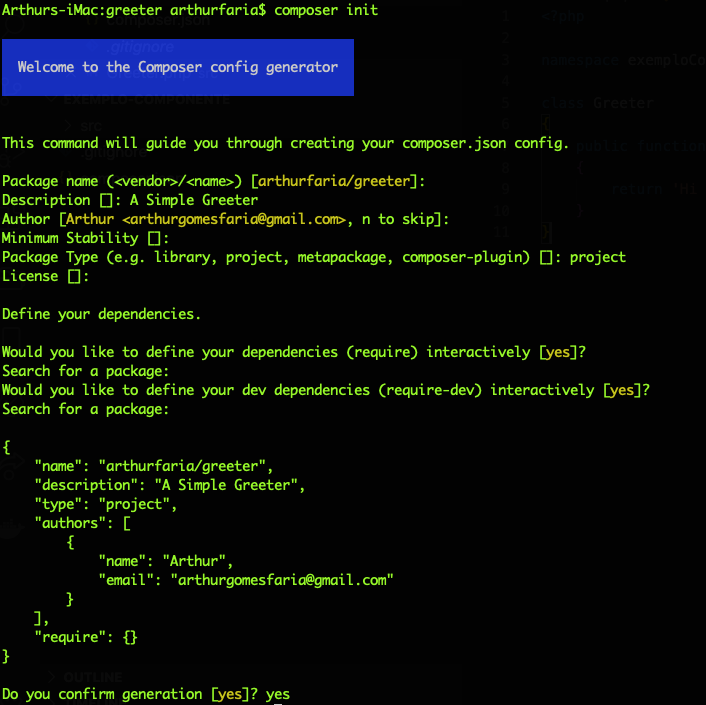 Arthurs-iMac:greeter arthurfaria$ composer init
Welcome to the Composer config generator
This command will guide you through creating your composer.json config.
Package name (<vendor>/<name>) [arthurfaria/greeter]:
Description []: A Simple Greeter
Author [Arthur <arthurgomesfaria@gmail.com>, n to skip]:
Minimum Stability []:
Package Type (e.g. library, project, metapackage, composer-plugin) []: project
License []:
Define your dependencies.
Would you like to define your dependencies (require) interactively [yes]?
Search for a package:
Would you like to define your dev dependencies (require-dev) interactively [yes]?
Search for a package:
{
    "name": "arthurfaria/greeter",
    "description": "A Simple Greeter",
    "type": "project",
    "authors": [
        {
            "name": "Arthur",
            "email": "arthurgomesfaria@gmail.com"
        }
    ],
    "require": {}
}
OUTLINE
Do you confirm generation [yes]? yes